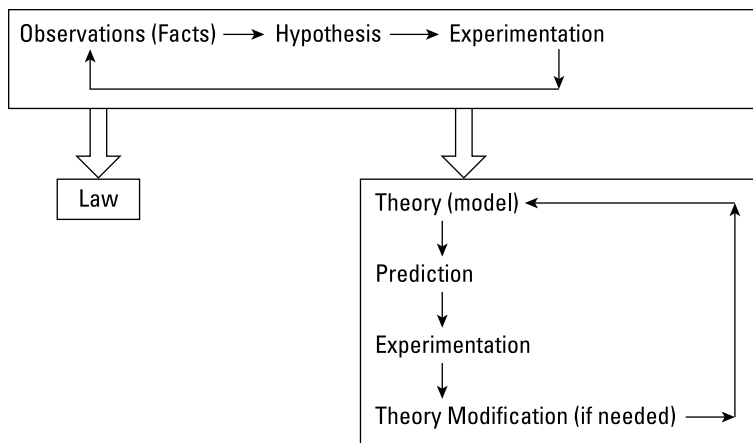 Observations (Facts) Hypothesis Experimentation
Law
Theory (model)
Prediction
Experimentation
Theory Modification (if needed)